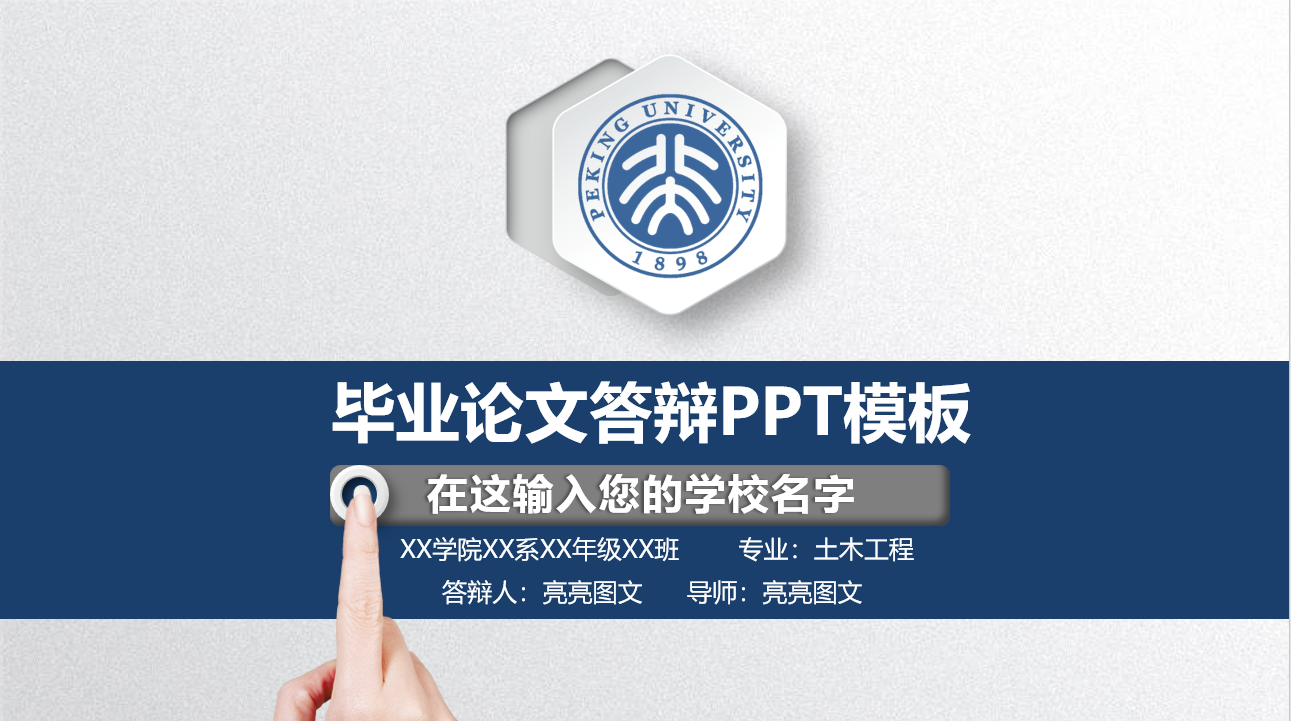 PEKING UNIVERSITY
1898
毕业论文答辩PPT模板
在这输入您的学校名字
XX学院XX系XX年级XX班 专业：土木工程
答辩人：亮亮图文 导师：亮亮图文